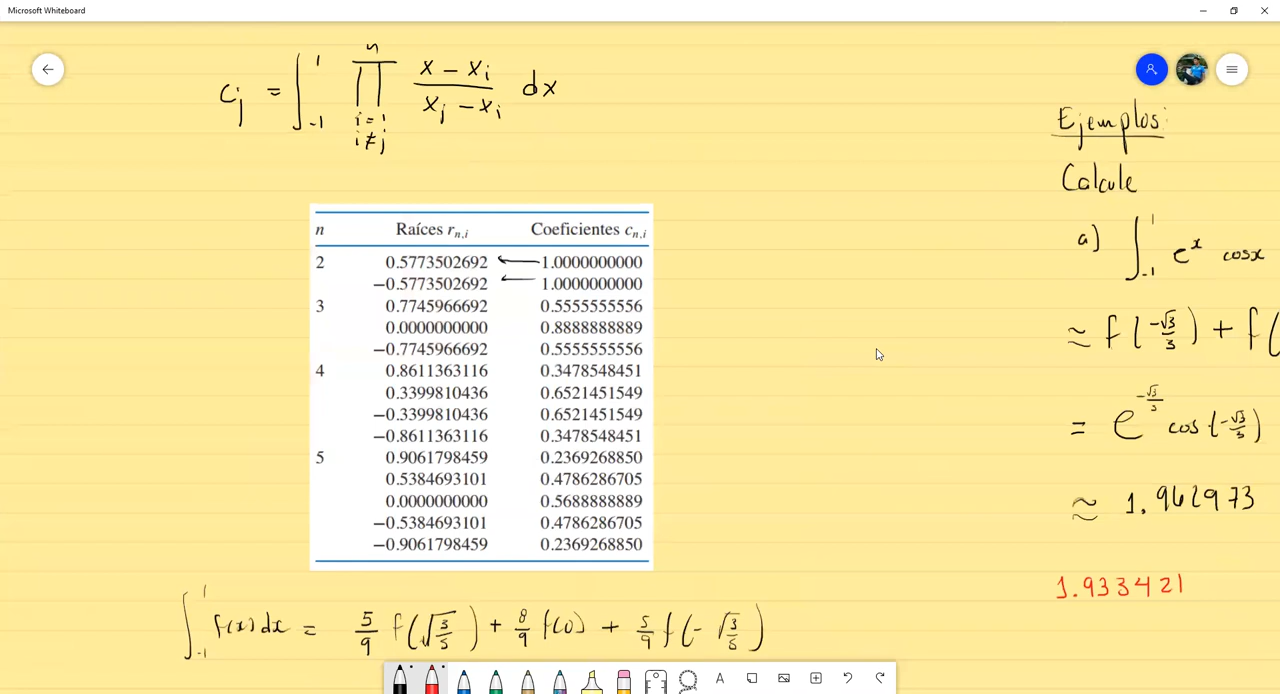 Microsoft Whiteboard
c_j = ∫_{-1}^{1} ∏_{i=1, i≠j}^{n} (x - x_i)/(x_j - x_i) dx
n Raíces r_{n,i} Coeficientes c_{n,i}
2 0.5773502692 1.0000000000
−0.5773502692 1.0000000000
3 0.7745966692 0.5555555556
0.0000000000 0.8888888889
−0.7745966692 0.5555555556
4 0.8611363116 0.3478548451
0.3399810436 0.6521451549
−0.3399810436 0.6521451549
−0.8611363116 0.3478548451
5 0.9061798459 0.2369268850
0.5384693101 0.4786286705
0.0000000000 0.5688888889
−0.5384693101 0.4786286705
−0.9061798459 0.2369268850
∫_{-1}^{1} f(x) dx = 5/9 f(√(3/5)) + 8/9 f(0) + 5/9 f(-√(3/5))
Ejemplos:
Calcule
a) ∫_{-1}^{1} e^x cosx
≈ f(-√3/3) + f(
= e^{-√3/3} cos(-√3/3)
≈ 1.962973
1.933421
A